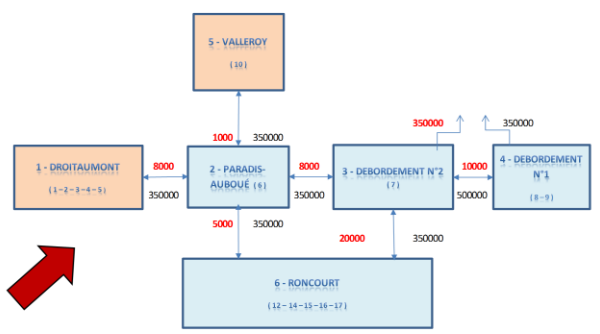 5 - VALLEROY
(10)
1000 350000
350000 350000
1 - DROITAUMONT
(1-2-3-4-5)
8000
350000
2 - PARADIS-
AUBOUÉ (6)
8000
350000
3 - DEBORDEMENT N°2
(7)
10000
500000
4 - DEBORDEMENT
N°1
(8-9)
5000 350000
20000 350000
6 - RONCOURT
(12-14-15-16-17)